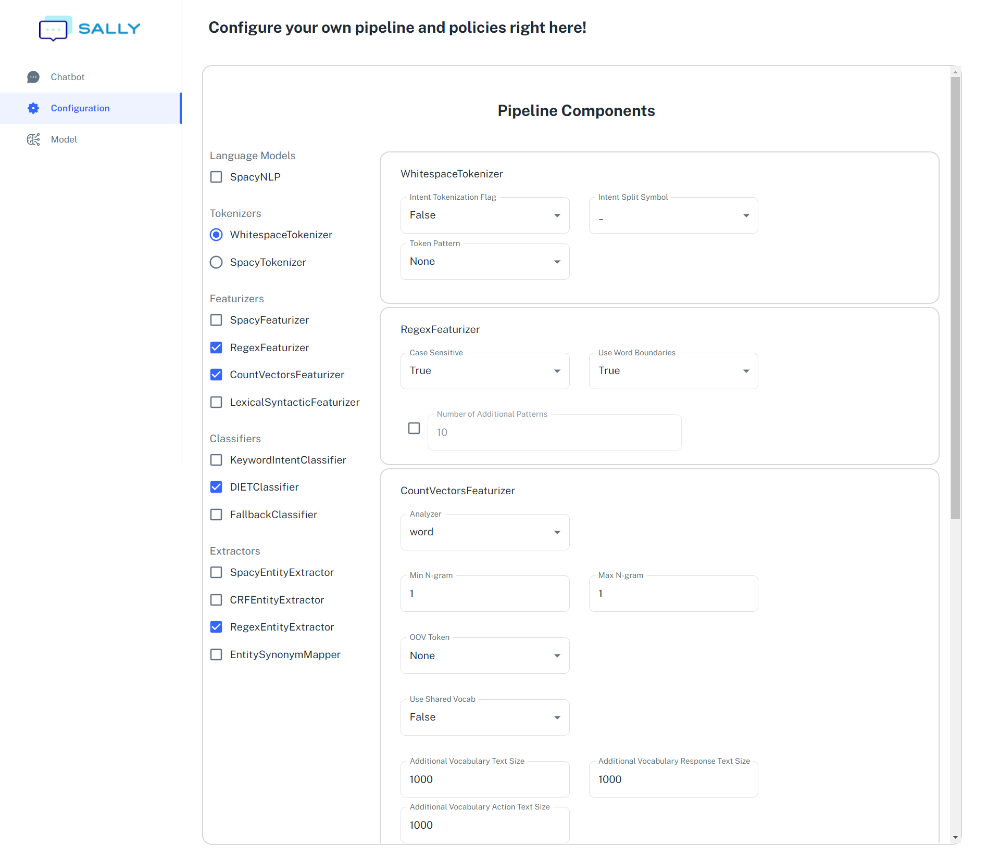 SALLY
Configure your own pipeline and policies right here!
Chatbot
Configuration
Model
Pipeline Components
Language Models
SpacyNLP
Tokenizers
WhitespaceTokenizer
SpacyTokenizer
Featurizers
SpacyFeaturizer
RegexFeaturizer
CountVectorsFeaturizer
LexicalSyntacticFeaturizer
Classifiers
KeywordIntentClassifier
DIETClassifier
FallbackClassifier
Extractors
SpacyEntityExtractor
CRFEntityExtractor
RegexEntityExtractor
EntitySynonymMapper
WhitespaceTokenizer
Intent Tokenization Flag
False
Intent Split Symbol
_
Token Pattern
None
RegexFeaturizer
Case Sensitive
True
Use Word Boundaries
True
Number of Additional Patterns
10
CountVectorsFeaturizer
Analyzer
word
Min N-gram
1
Max N-gram
1
OOV Token
None
Use Shared Vocab
False
Additional Vocabulary Text Size
1000
Additional Vocabulary Response Text Size
1000
Additional Vocabulary Action Text Size
1000